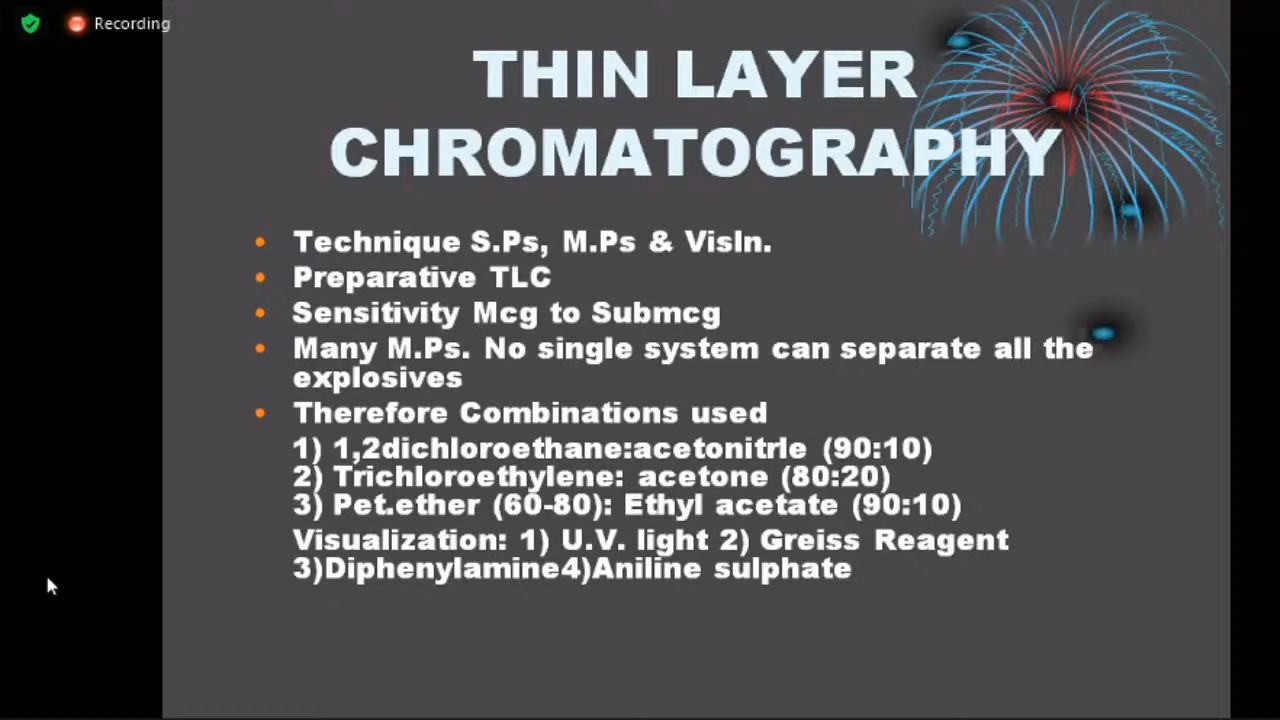 Recording
THIN LAYER
CHROMATOGRAPHY
• Technique S.Ps, M.Ps & Visln.
• Preparative TLC
• Sensitivity Mcg to Submcg
• Many M.Ps. No single system can separate all the
explosives
• Therefore Combinations used
1) 1,2dichloroethane:acetonitrle (90:10)
2) Trichloroethylene: acetone (80:20)
3) Pet.ether (60-80): Ethyl acetate (90:10)
Visualization: 1) U.V. light 2) Greiss Reagent
3)Diphenylamine4)Aniline sulphate